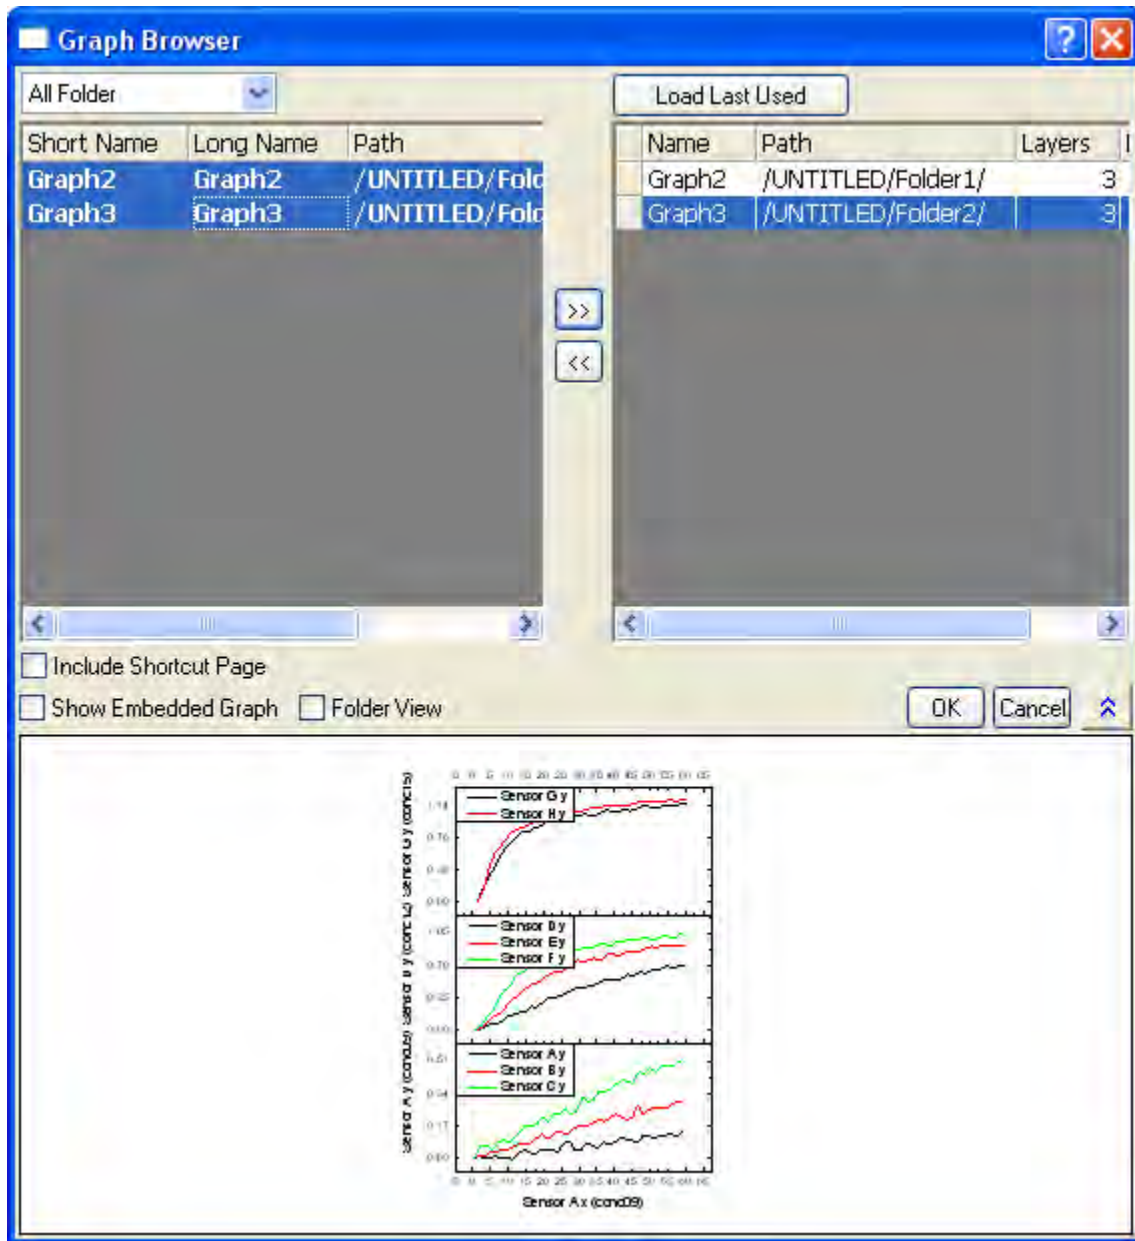 Graph Browser
All Folder
Load Last Used
Short Name Long Name Path
Graph2 Graph2 /UNTITLED/Fold
Graph3 Graph3 /UNTITLED/Fold
Name Path Layers
Graph2 /UNTITLED/Folder1/ 3
Graph3 /UNTITLED/Folder2/ 3
>>
<<
Include Shortcut Page
Show Embedded Graph Folder View
OK Cancel
Sensor G y
Sensor H y
Sensor E y
Sensor F y
Sensor A y
Sensor B y
Sensor C y
Sensor A y (conc09)
Sensor A x (conc09)